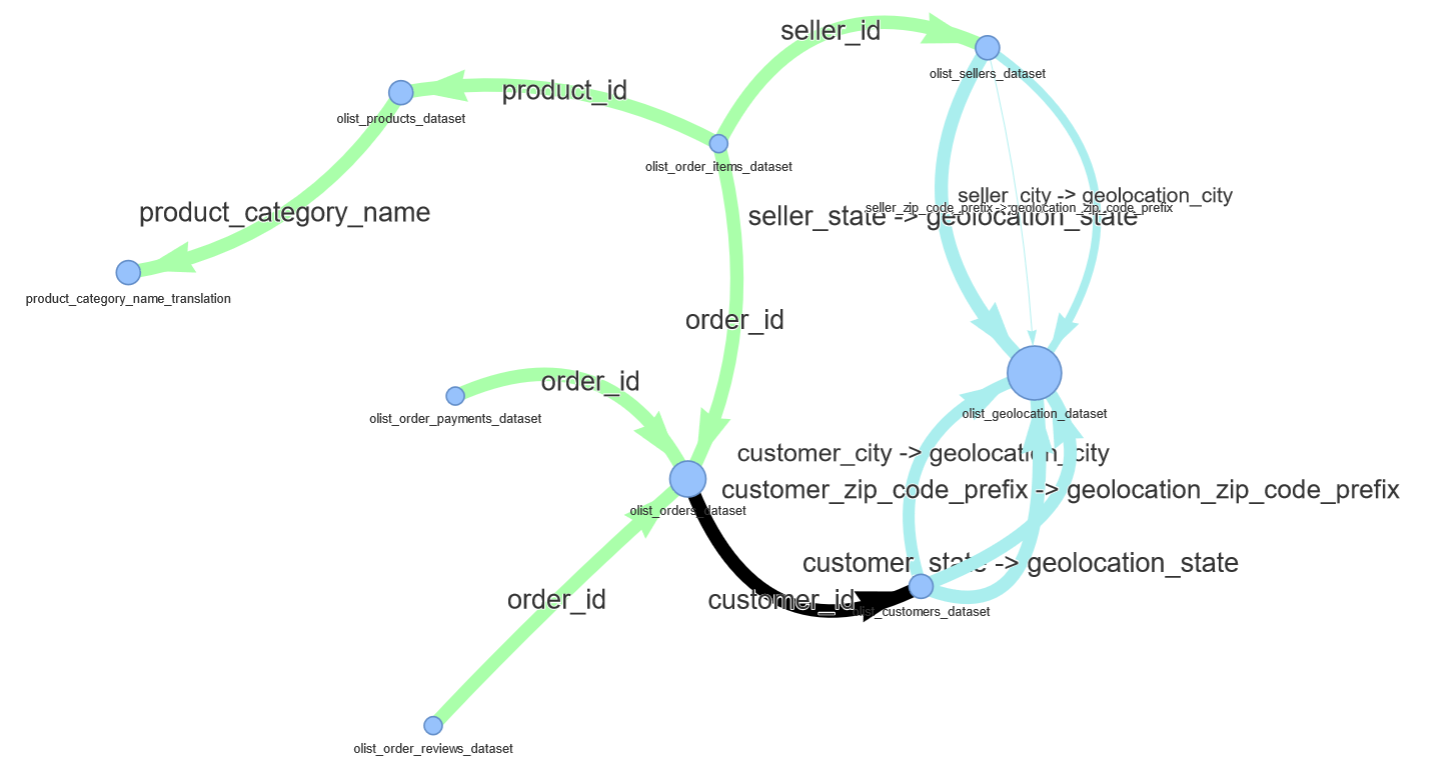 seller_id
olist_sellers_dataset
product_id
olist_products_dataset
olist_order_items_dataset
seller_city -> geolocation_city
seller_zip_code_prefix -> geolocation_zip_code_prefix
seller_state -> geolocation_state
product_category_name
product_category_name_translation
order_id
order_id
olist_order_payments_dataset
olist_geolocation_dataset
customer_city -> geolocation_city
customer_zip_code_prefix -> geolocation_zip_code_prefix
olist_orders_dataset
customer_state -> geolocation_state
order_id
customer_id
olist_customers_dataset
olist_order_reviews_dataset